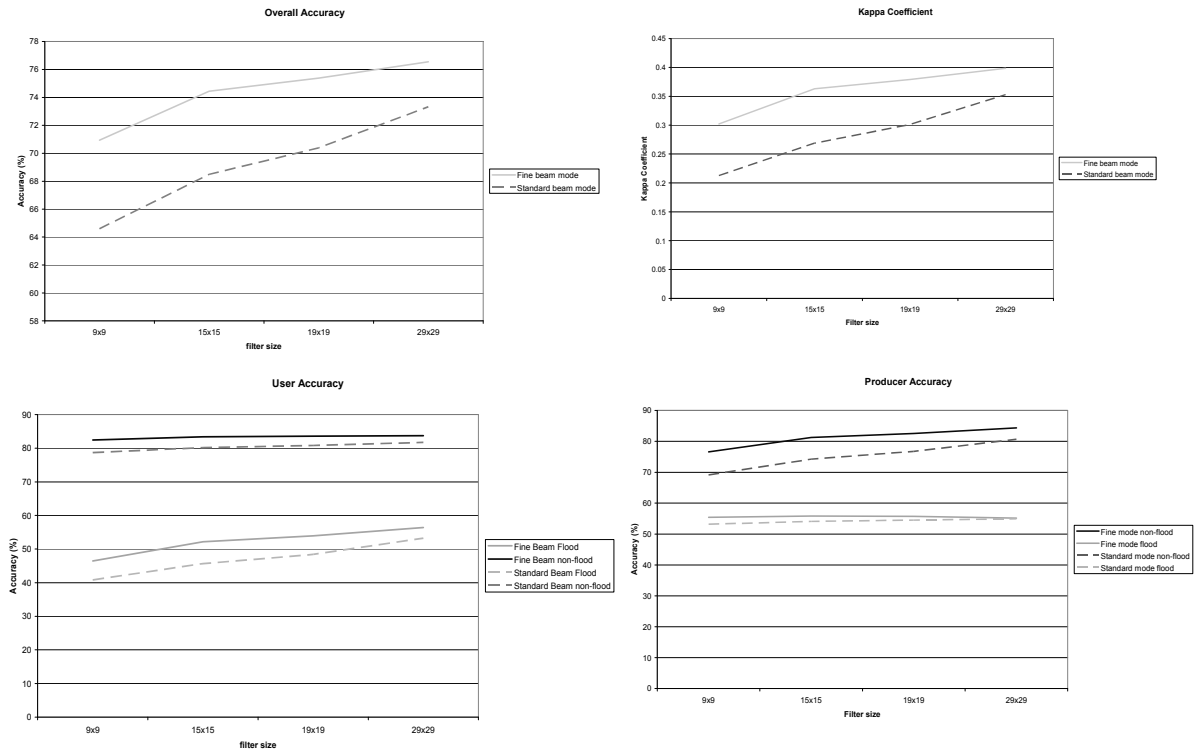 Overall Accuracy
78
76
74
72
70
68
66
64
62
60
58
Accuracy (%)
9x9
15x15
19x19
29x29
filter size
Fine beam mode
Standard beam mode
Kappa Coefficient
0.45
0.4
0.35
0.3
0.25
0.2
0.15
0.1
0.05
0
Kappa Coefficient
9x9
15x15
19x19
29x29
Filter size
Fine beam mode
Standard beam mode
User Accuracy
90
80
70
60
50
40
30
20
10
0
Accuracy (%)
9x9
15x15
19x19
29x29
filter size
Fine Beam Flood
Fine Beam non-flood
Standard Beam Flood
Standard Beam non-flood
Producer Accuracy
90
80
70
60
50
40
30
20
10
0
Accuracy (%)
9x9
15x15
19x19
29x29
Filter size
Fine mode non-flood
Fine mode flood
Standard mode non-flood
Standard mode flood